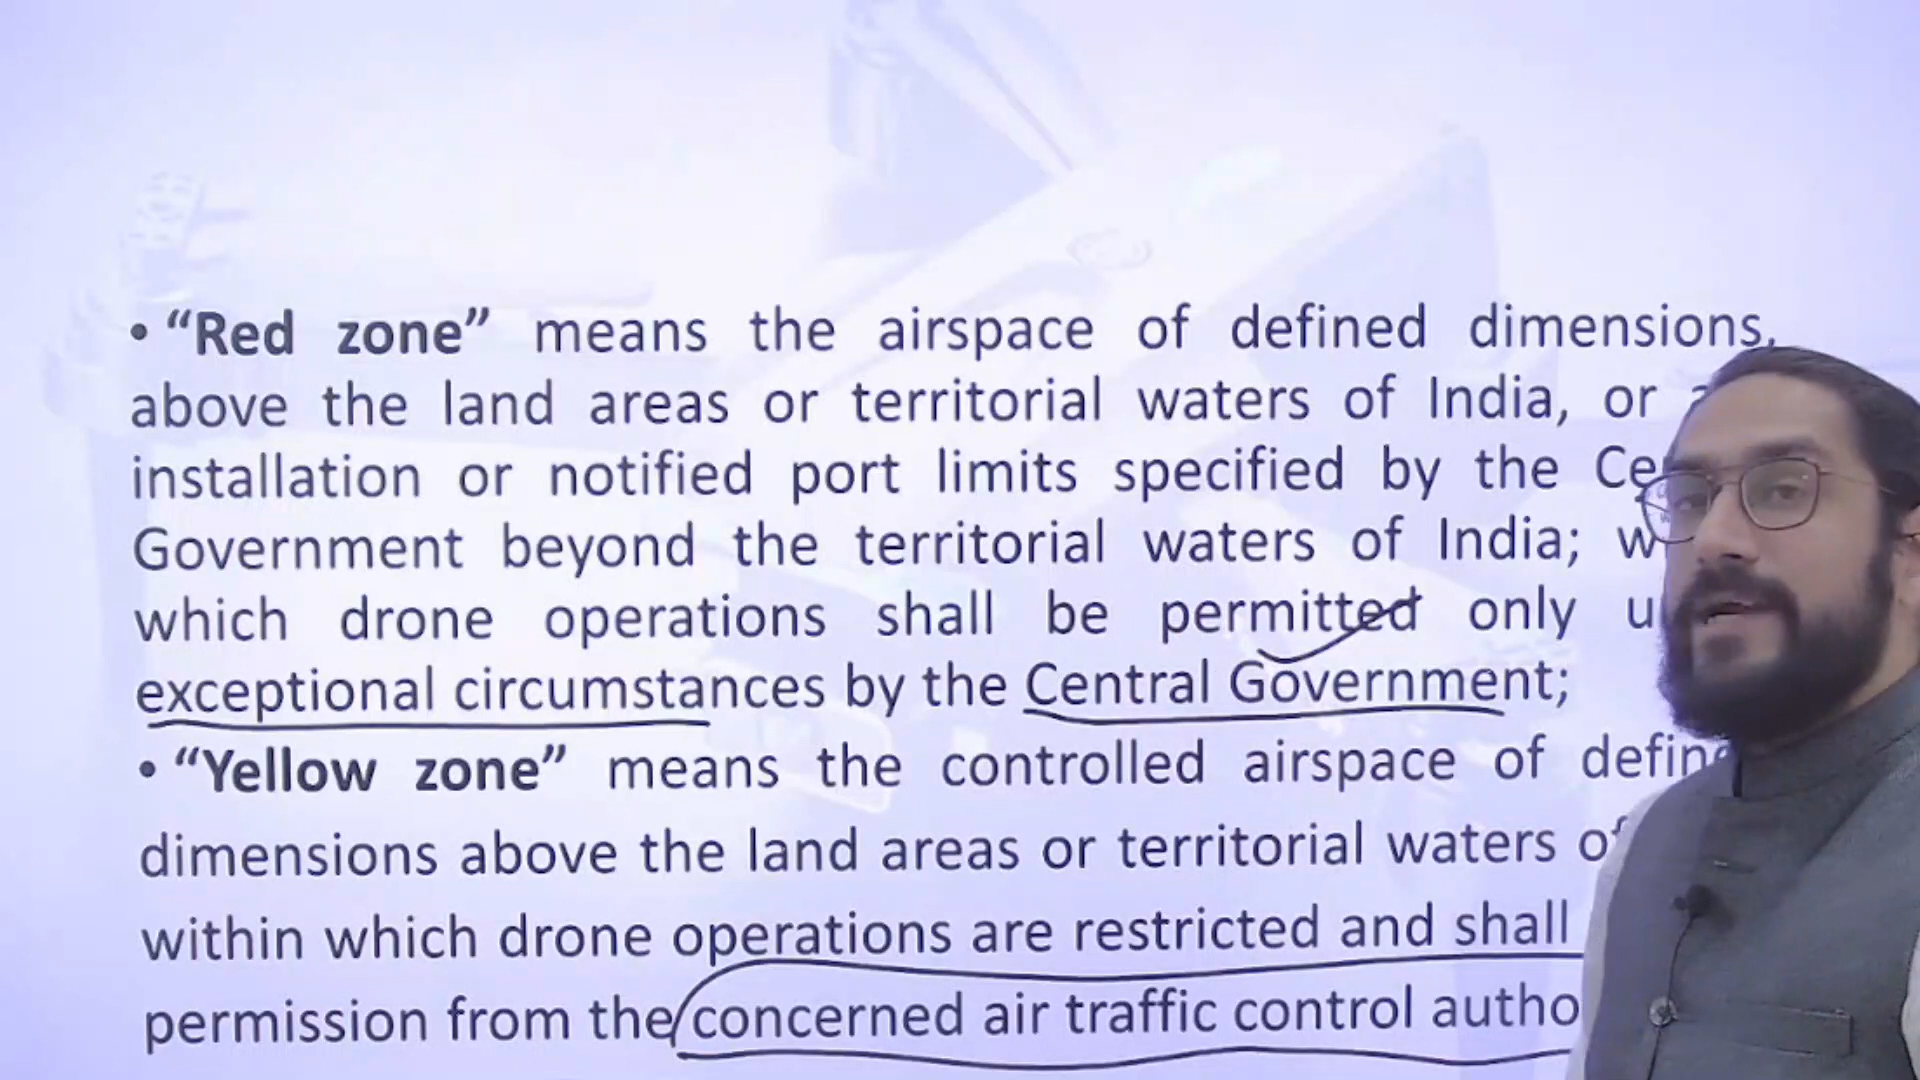 • “Red zone” means the airspace of defined dimensions,
above the land areas or territorial waters of India, or
installation or notified port limits specified by the
Government beyond the territorial waters of India;
which drone operations shall be permitted only
exceptional circumstances by the Central Government;
• “Yellow zone” means the controlled airspace of
dimensions above the land areas or territorial waters
within which drone operations are restricted and shall
permission from the concerned air traffic control